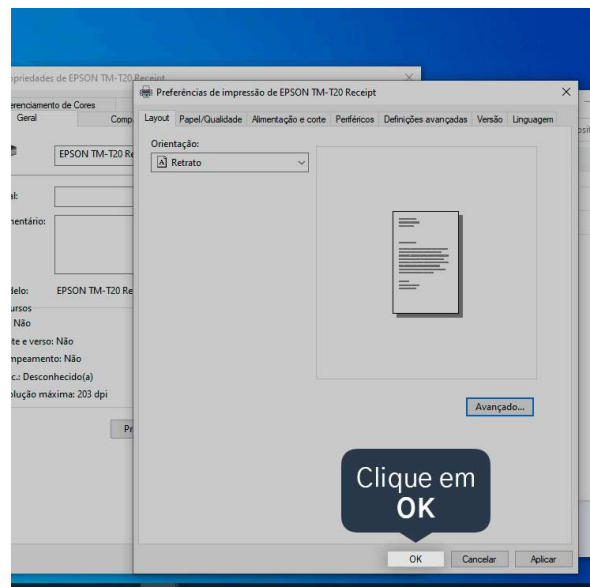 opriedades de EPSON TM-T20 Receipt
erenciamento de Cores
Geral
Comp
EPSON TM-T20 Re
al:
nentário:
delo:
EPSON TM-T20 Re
ursos
Não
te e verso: Não
mpeamento: Não
c.: Desconhecido(a)
olução máxima: 203 dpi
Pr
Preferências de impressão de EPSON TM-T20 Receipt
Layout Papel/Qualidade Alimentação e corte Periféricos Definições avançadas Versão Linguagem
Orientação:
A Retrato
Avançado...
Clique em
OK
OK Cancelar Aplicar
osit